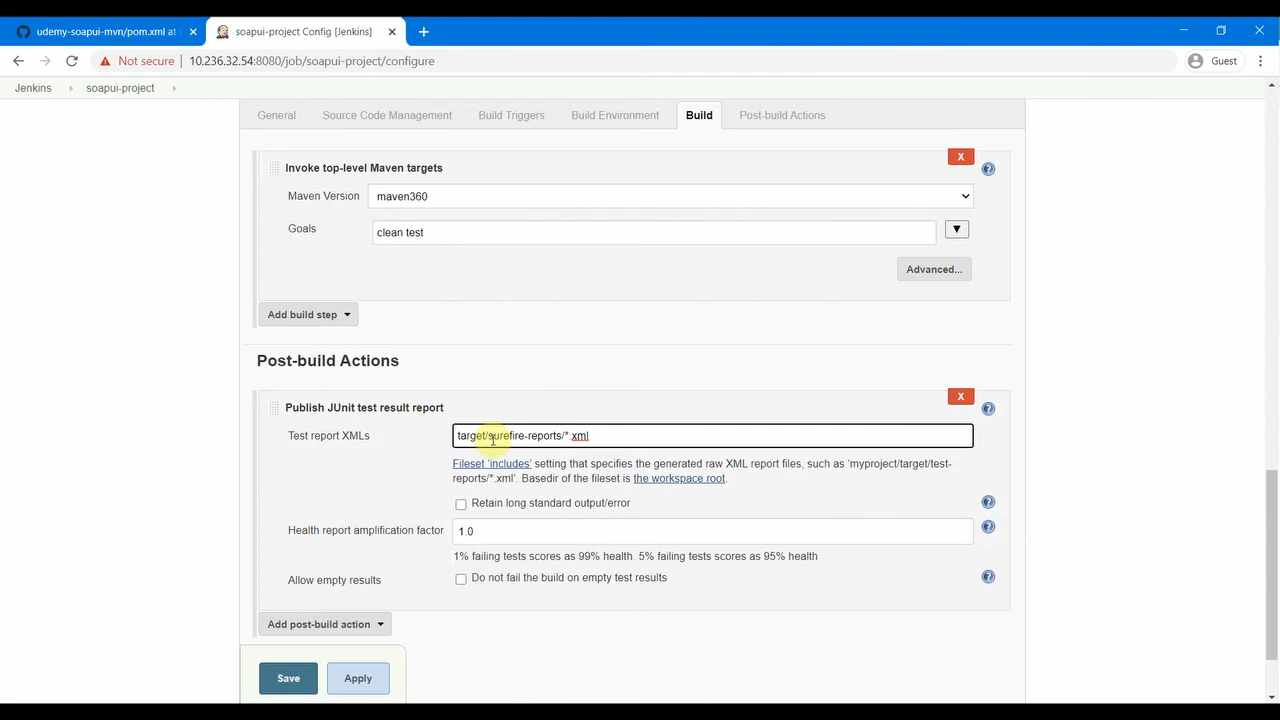 udemy-soapui-mvn/pom.xml at
soapui-project Config [Jenkins]
Not secure 10.236.32.54:8080/job/soapui-project/configure
Guest
Jenkins soapui-project
General Source Code Management Build Triggers Build Environment Build Post-build Actions
X
Invoke top-level Maven targets
Maven Version maven360
Goals clean test
Advanced...
Add build step
Post-build Actions
X
Publish JUnit test result report
Test report XMLs target/surefire-reports/*.xml
Fileset 'includes' setting that specifies the generated raw XML report files, such as 'myproject/target/test-
reports/*.xml'. Basedir of the fileset is the workspace root.
Retain long standard output/error
Health report amplification factor 1.0
1% failing tests scores as 99% health. 5% failing tests scores as 95% health
Allow empty results Do not fail the build on empty test results
Add post-build action
Save Apply